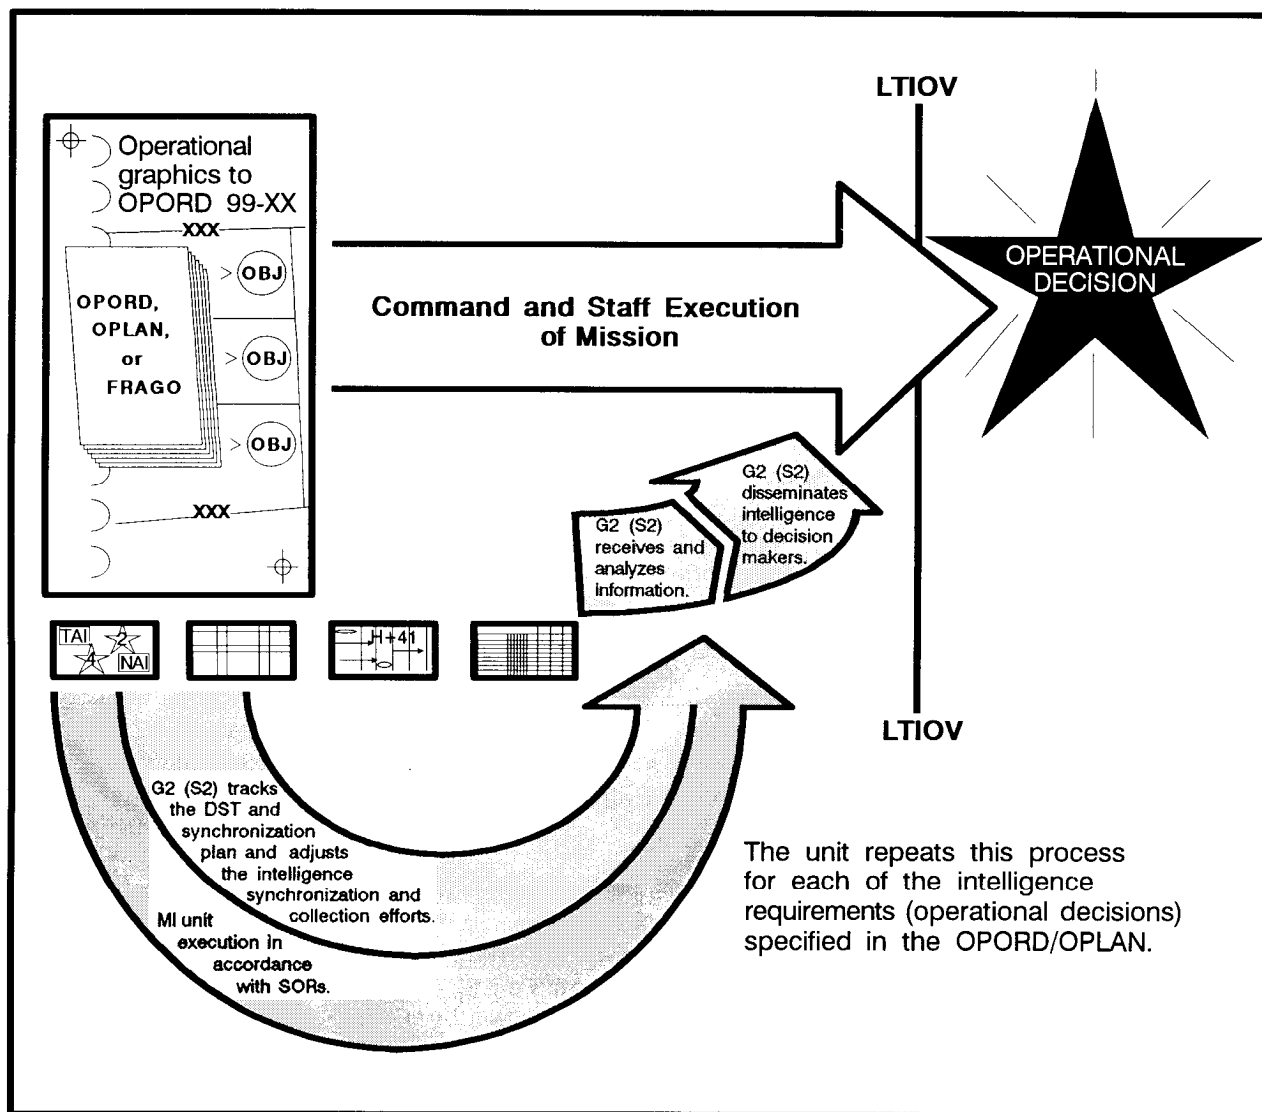 LTIOV
Operational
graphics to
OPORD 99-XX
XXX
OPORD,
OPLAN,
or
FRAGO
> OBJ
> OBJ
> OBJ
XXX
Command and Staff Execution
of Mission
OPERATIONAL
DECISION
G2 (S2)
disseminates
intelligence
to decision
makers.
G2 (S2)
receives and
analyzes
information.
TAI
2
4
NAI
H+41
LTIOV
G2 (S2) tracks
the DST and
synchronization
plan and adjusts
the intelligence
synchronization and
collection efforts.
MI unit
execution in
accordance
with SORs.
The unit repeats this process
for each of the intelligence
requirements (operational decisions)
specified in the OPORD/OPLAN.